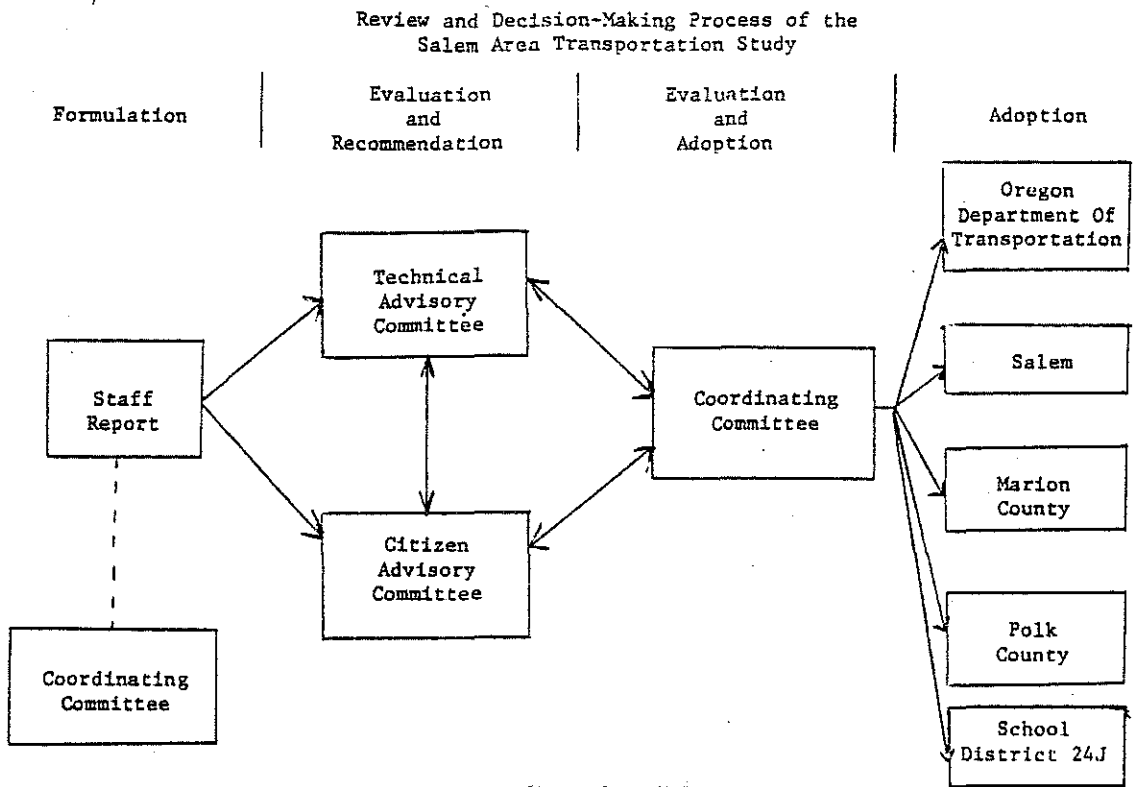 Review and Decision-Making Process of the
Salem Area Transportation Study
Formulation
Evaluation
and
Recommendation
Evaluation
and
Adoption
Adoption
Staff
Report
Coordinating
Committee
Technical
Advisory
Committee
Citizen
Advisory
Committee
Coordinating
Committee
Oregon
Department Of
Transportation
Salem
Marion
County
Polk
County
School
District 24J